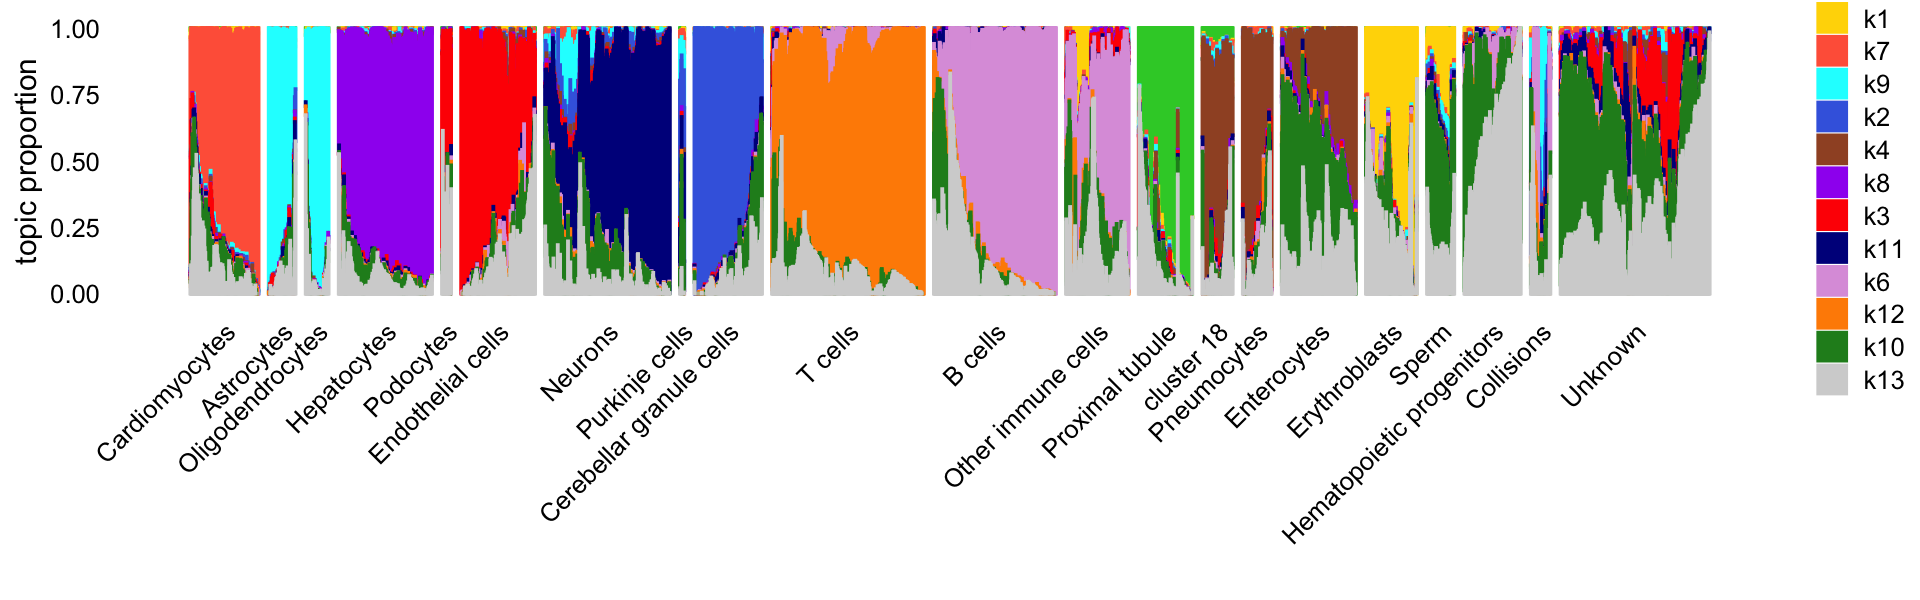 topic proportion
1.00
0.75
0.50
0.25
0.00
Cardiomyocytes
Astrocytes
Oligodendrocytes
Hepatocytes
Podocytes
Endothelial cells
Neurons
Purkinje cells
Cerebellar granule cells
T cells
B cells
Other immune cells
Proximal tubule
cluster 18
Pneumocytes
Enterocytes
Erythroblasts
Sperm
Hematopoietic progenitors
Collisions
Unknown
k1
k7
k9
k2
k4
k8
k3
k11
k6
k12
k10
k13